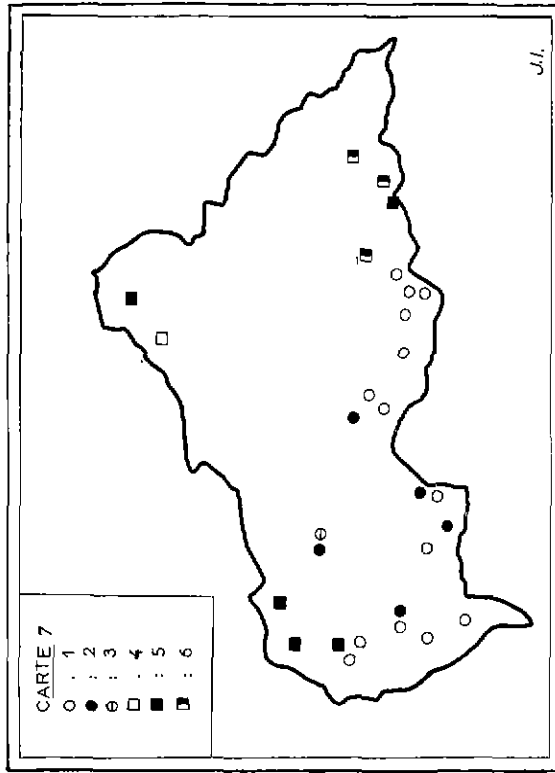 CARTE 7
○ . 1
● : 2
⊖ : 3
□ . 4
■ : 5
⬓ : 6
J.I.